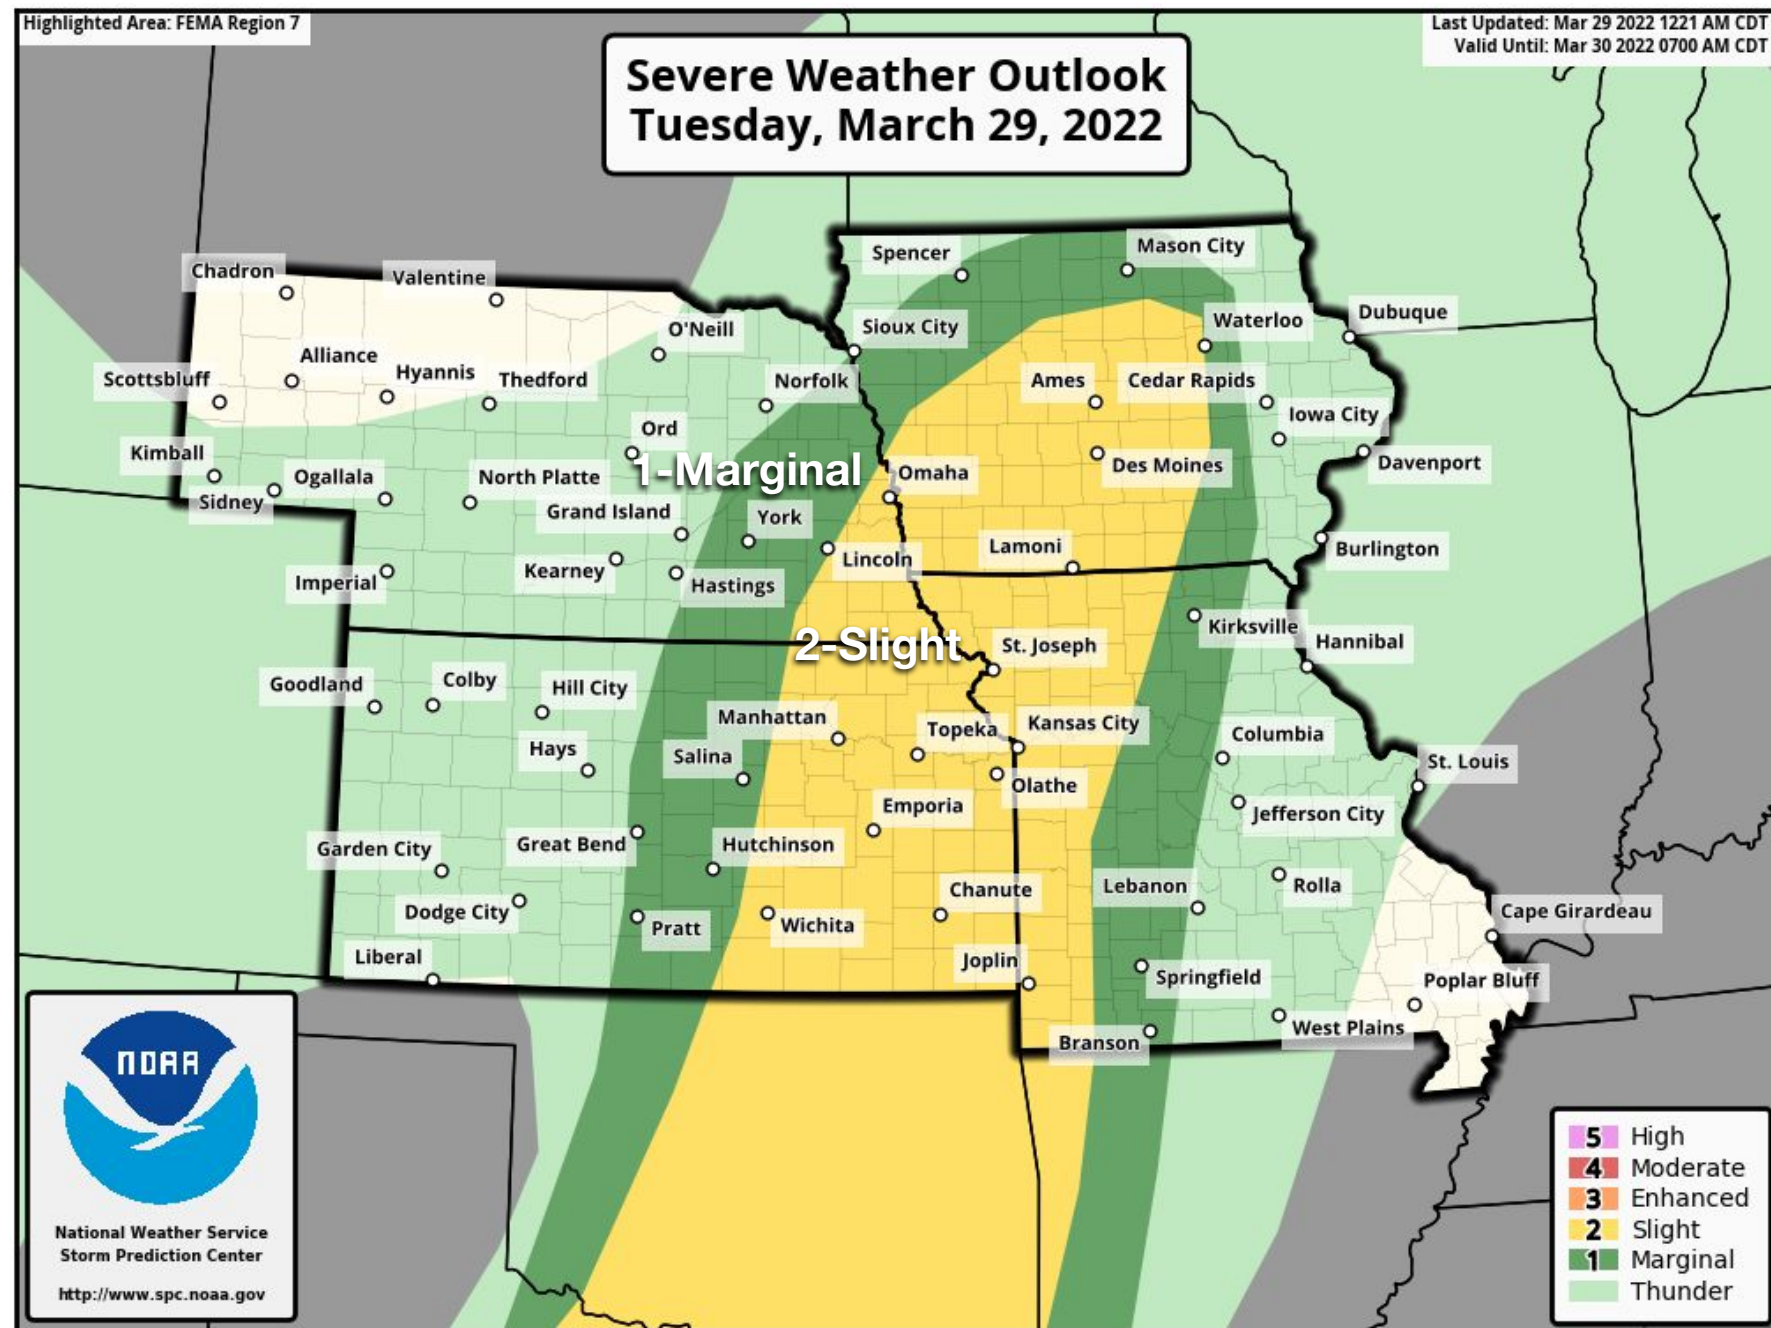 Highlighted Area: FEMA Region 7
Last Updated: Mar 29 2022 1221 AM CDT
Valid Until: Mar 30 2022 0700 AM CDT
Severe Weather Outlook
Tuesday, March 29, 2022
Spencer
Mason City
Chadron
Valentine
O'Neill
Sioux City
Waterloo
Dubuque
Alliance
Hyannis
Scottsbluff
Thedford
Norfolk
Ames
Cedar Rapids
Iowa City
Ord
Kimball
Ogallala
North Platte
1-Marginal
Omaha
Des Moines
Davenport
Sidney
Grand Island
York
Lamoni
Burlington
Lincoln
Imperial
Kearney
Hastings
Kirksville
Hannibal
2-Slight
St. Joseph
Goodland
Colby
Hill City
Manhattan
Topeka
Kansas City
Columbia
Hays
Salina
St. Louis
Olathe
Emporia
Jefferson City
Garden City
Great Bend
Hutchinson
Chanute
Lebanon
Rolla
Dodge City
Pratt
Wichita
Cape Girardeau
Liberal
Joplin
Springfield
Poplar Bluff
West Plains
Branson
NOAA
National Weather Service
Storm Prediction Center
http://www.spc.noaa.gov
5 High
4 Moderate
3 Enhanced
2 Slight
1 Marginal
Thunder